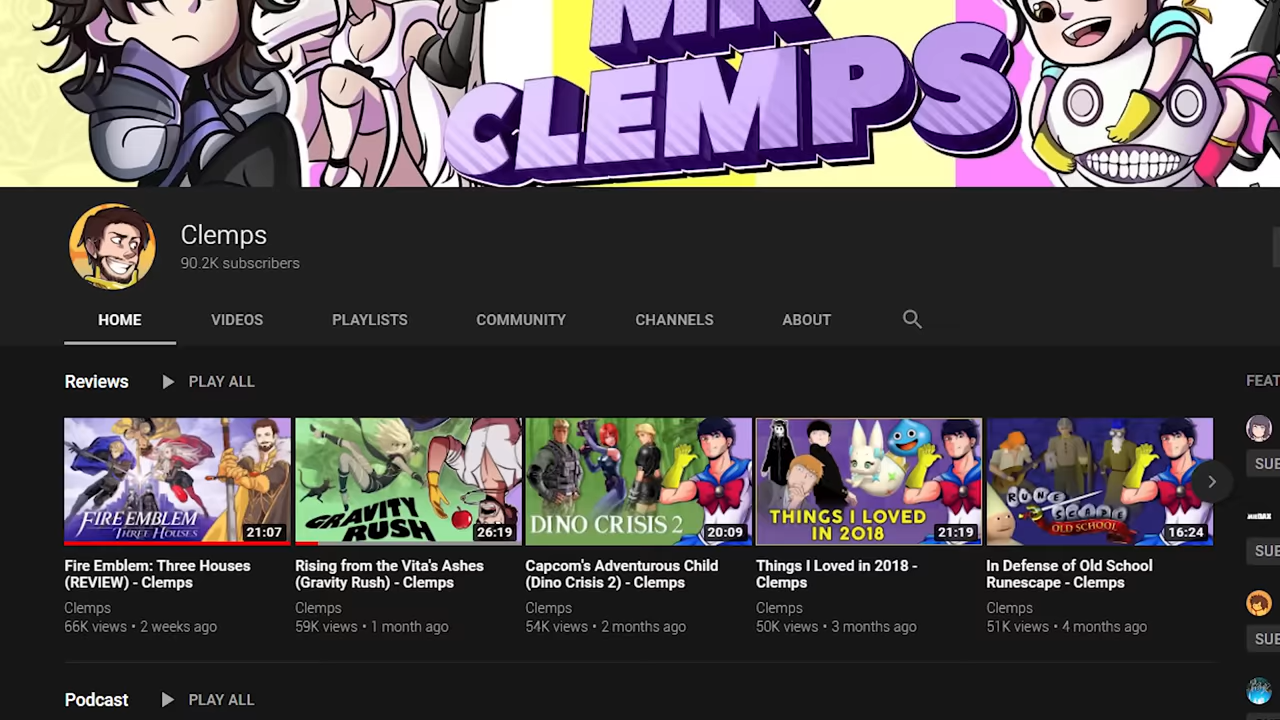 MR
CLEMPS
Clemps
90.2K subscribers
HOME VIDEOS PLAYLISTS COMMUNITY CHANNELS ABOUT
Reviews PLAY ALL
FEAT
FIRE EMBLEM
THREE HOUSES
21:07
GRAVITY
RUSH
26:19
DINO CRISIS 2
20:09
THINGS I LOVED
IN 2018
21:19
RUNE
SCAPE
OLD SCHOOL
16:24
Fire Emblem: Three Houses
(REVIEW) - Clemps
Clemps
66K views • 2 weeks ago
Rising from the Vita's Ashes
(Gravity Rush) - Clemps
Clemps
59K views • 1 month ago
Capcom's Adventurous Child
(Dino Crisis 2) - Clemps
Clemps
54K views • 2 months ago
Things I Loved in 2018 -
Clemps
Clemps
50K views • 3 months ago
In Defense of Old School
Runescape - Clemps
Clemps
51K views • 4 months ago
SUB
SUB
SUB
Podcast PLAY ALL